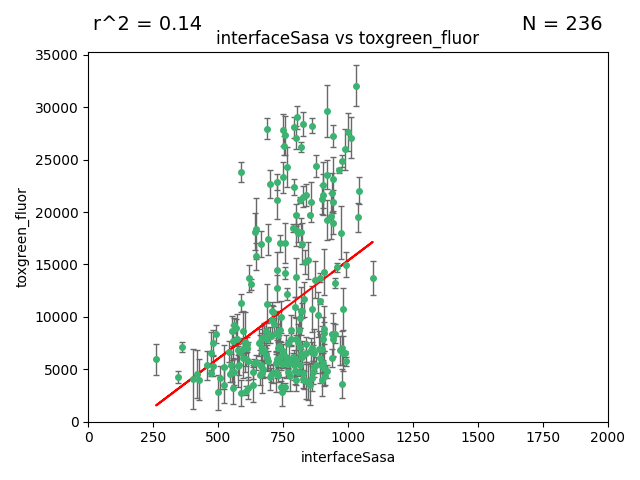 r^2 = 0.14
N = 236
interfaceSasa vs toxgreen_fluor
35000
30000
25000
20000
15000
10000
5000
0
toxgreen_fluor
0 250 500 750 1000 1250 1500 1750 2000
interfaceSasa